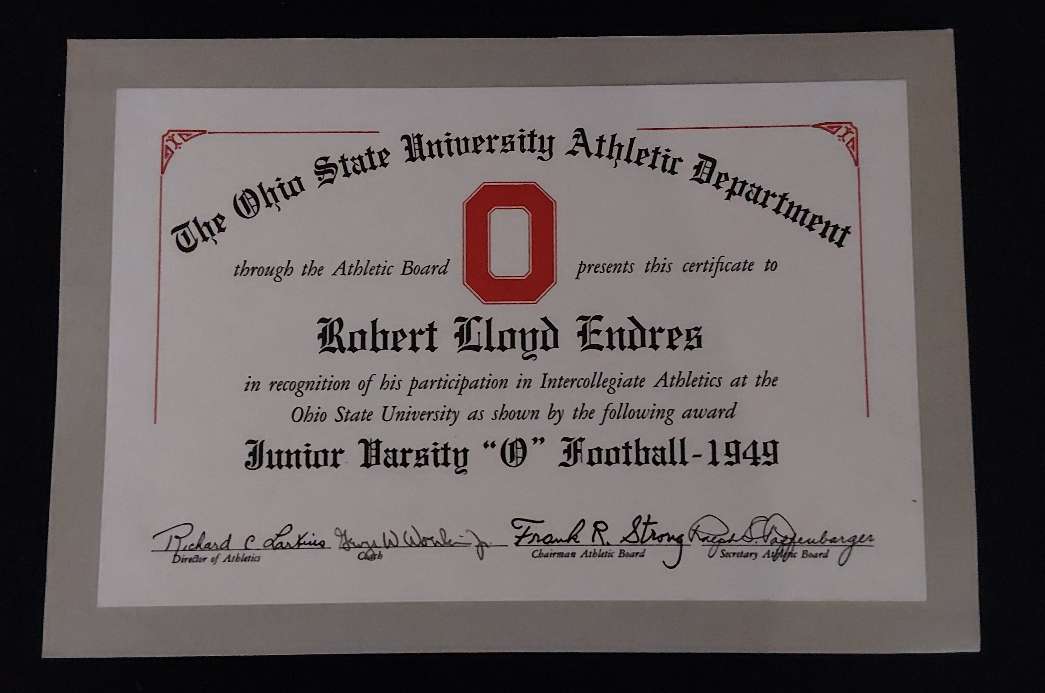 The Ohio State University Athletic Department
O
through the Athletic Board presents this certificate to
Robert Lloyd Endres
in recognition of his participation in Intercollegiate Athletics at the
Ohio State University as shown by the following award
Junior Varsity “O” Football-1949
Richard C Larkins Frank R. Strong
Director of Athletics Coach Chairman Athletic Board Secretary Athletic Board